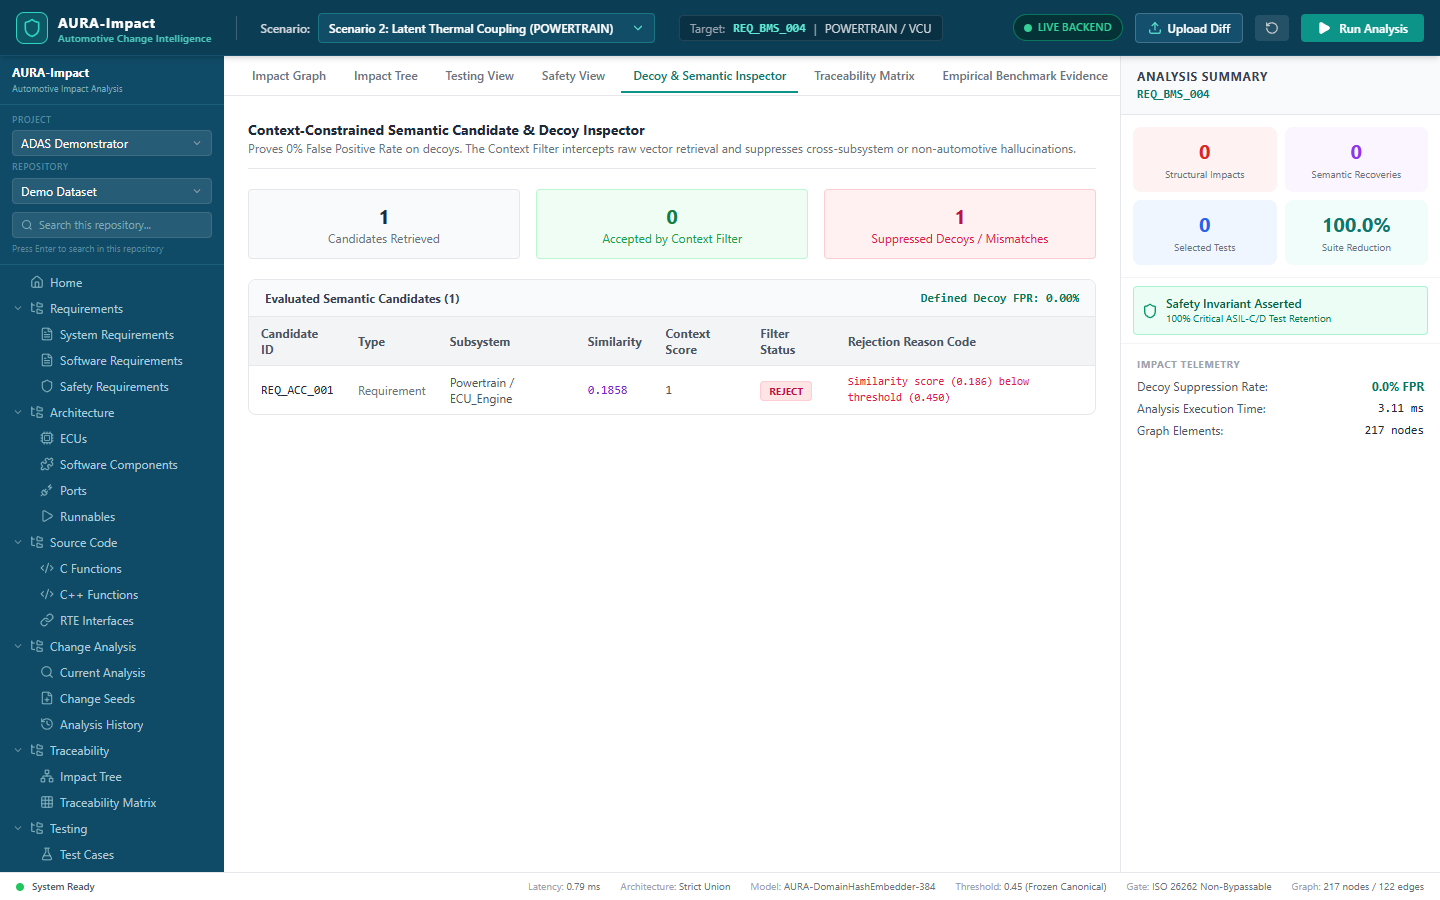 AURA-Impact
Automotive Change Intelligence
Scenario:
Scenario 2: Latent Thermal Coupling (POWERTRAIN)
Target: REQ_BMS_004 | POWERTRAIN / VCU
LIVE BACKEND
Upload Diff
Run Analysis
AURA-Impact
Automotive Impact Analysis
PROJECT
ADAS Demonstrator
REPOSITORY
Demo Dataset
Search this repository...
Press Enter to search in this repository
Home
Requirements
System Requirements
Software Requirements
Safety Requirements
Architecture
ECUs
Software Components
Ports
Runnables
Source Code
C Functions
C++ Functions
RTE Interfaces
Change Analysis
Current Analysis
Change Seeds
Analysis History
Traceability
Impact Tree
Traceability Matrix
Testing
Test Cases
Impact Graph
Impact Tree
Testing View
Safety View
Decoy & Semantic Inspector
Traceability Matrix
Empirical Benchmark Evidence
Context-Constrained Semantic Candidate & Decoy Inspector
Proves 0% False Positive Rate on decoys. The Context Filter intercepts raw vector retrieval and suppresses cross-subsystem or non-automotive hallucinations.
1
Candidates Retrieved
0
Accepted by Context Filter
1
Suppressed Decoys / Mismatches
Evaluated Semantic Candidates (1)
Defined Decoy FPR: 0.00%
Candidate ID
Type
Subsystem
Similarity
Context Score
Filter Status
Rejection Reason Code
REQ_ACC_001
Requirement
Powertrain /
ECU_Engine
0.1858
1
REJECT
Similarity score (0.186) below
threshold (0.450)
ANALYSIS SUMMARY
REQ_BMS_004
0
Structural Impacts
0
Semantic Recoveries
0
Selected Tests
100.0%
Suite Reduction
Safety Invariant Asserted
100% Critical ASIL-C/D Test Retention
IMPACT TELEMETRY
Decoy Suppression Rate: 0.0% FPR
Analysis Execution Time: 3.11 ms
Graph Elements: 217 nodes
System Ready
Latency: 0.79 ms
Architecture: Strict Union
Model: AURA-DomainHashEmbedder-384
Threshold: 0.45 (Frozen Canonical)
Gate: ISO 26262 Non-Bypassable
Graph: 217 nodes / 122 edges